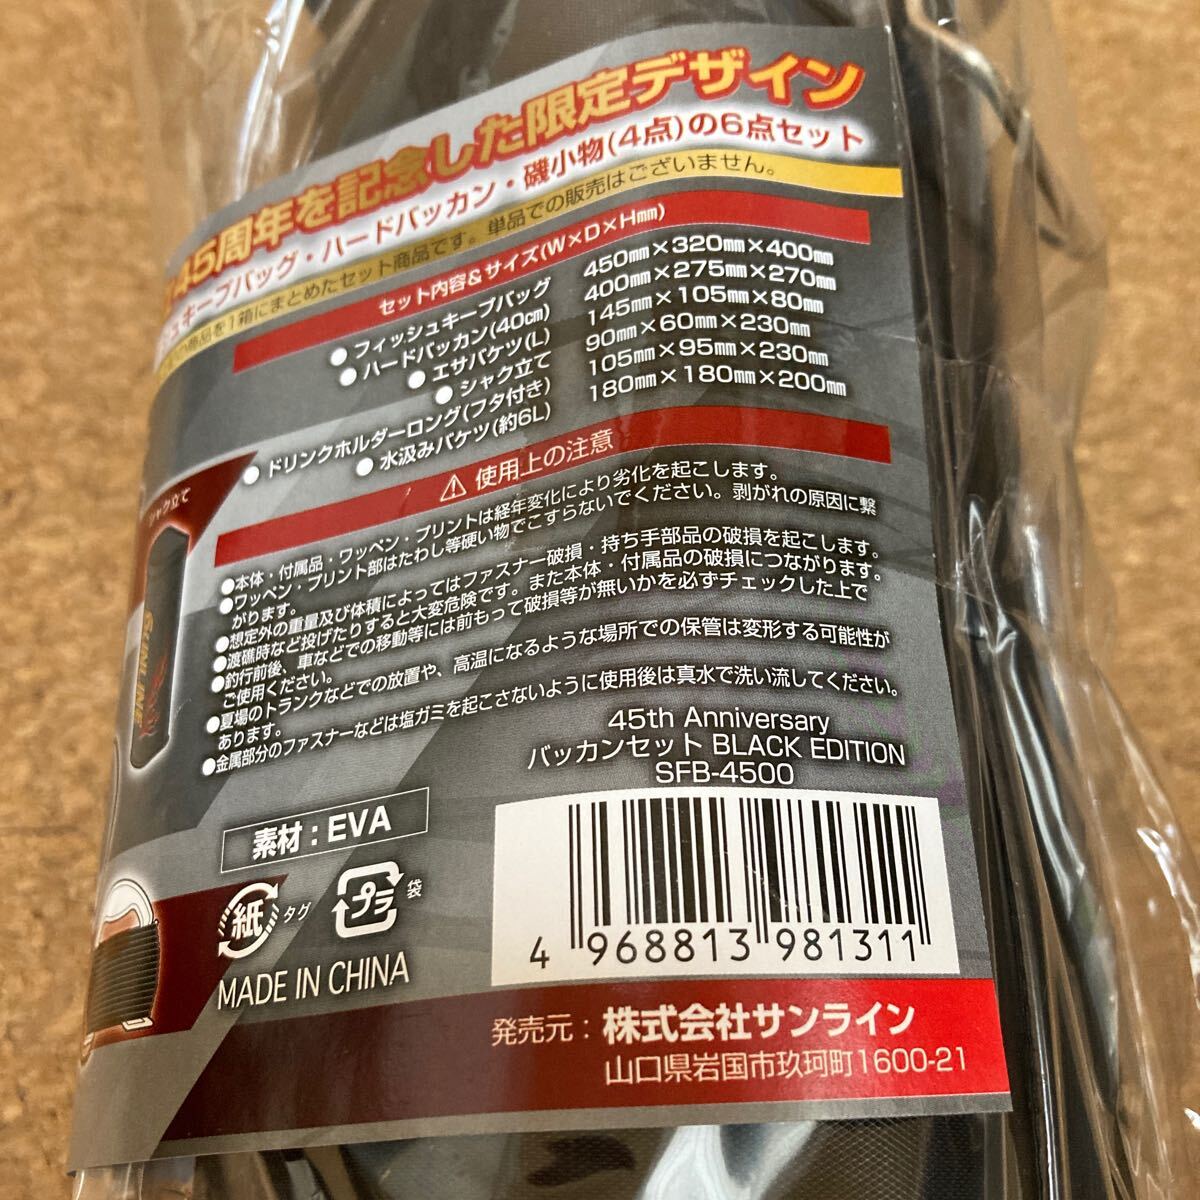 45周年を記念した限定デザイン
キープバッグ・ハードバッカン・磯小物(4点)の6点セット
商品を1箱にまとめたセット商品です。単品での販売はございません。
セット内容&サイズ(W×D×H㎜)
●フィッシュキープバッグ 450㎜×320㎜×400㎜
●ハードバッカン(40㎝) 400㎜×275㎜×270㎜
●エサバケツ(L) 145㎜×105㎜×80㎜
●シャク立て 90㎜×60㎜×230㎜
●ドリンクホルダーロング(フタ付き) 105㎜×95㎜×230㎜
●水汲みバケツ(約6L) 180㎜×180㎜×200㎜
シャク立て
⚠使用上の注意
●本体・付属品・ワッペン・プリントは経年変化により劣化を起こします。
●ワッペン・プリント部はたわし等硬い物でこすらないでください。剥がれの原因に繋
がります。
●想定外の重量及び体積によってはファスナー破損・持ち手部品の破損を起こします。
●渡礁時など投げたりすると大変危険です。また本体・付属品の破損につながります。
●釣行前後、車などでの移動等には前もって破損等が無いかを必ずチェックした上で
ご使用ください。
●夏場のトランクなどでの放置や、高温になるような場所での保管は変形する可能性が
あります。
●金属部分のファスナーなどは塩ガミを起こさないように使用後は真水で洗い流してください。
SUNLINE
45th Anniversary
バッカンセット BLACK EDITION
SFB-4500
素材：EVA
紙 タグ
プラ 袋
MADE IN CHINA
4 968813 981311
発売元：株式会社サンライン
山口県岩国市玖珂町1600-21